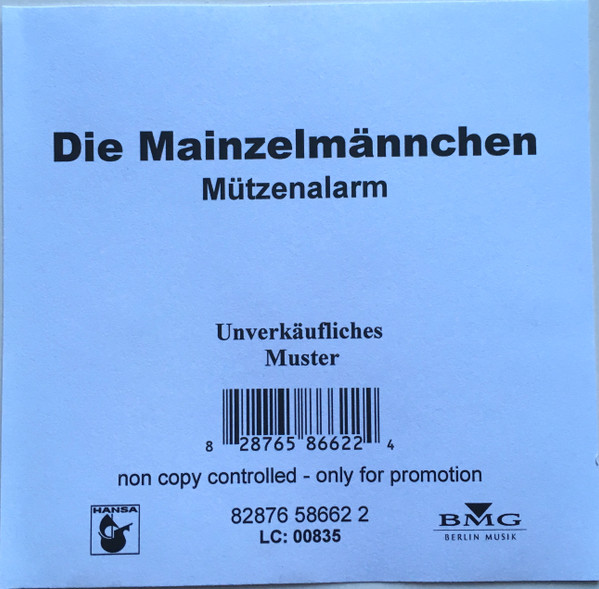 Die Mainzelmännchen
Mützenalarm
Unverkäufliches
Muster
8 28765 86622 4
non copy controlled - only for promotion
HANSA
82876 58662 2
LC: 00835
BMG
BERLIN MUSIK